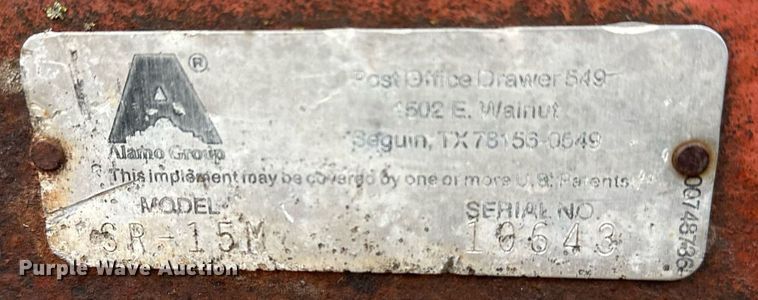 A ®
Alamo Group
Post Office Drawer 549
1502 E. Walnut
Seguin, TX 78156-0549
This implement may be covered by one or more U.S. Patents
MODEL
SERIAL NO.
SR-15M
10643
00748736
Purple Wave Auction